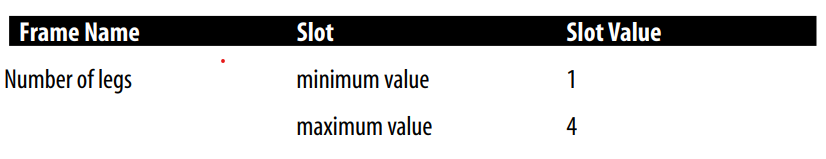 Frame Name Slot Slot Value
Number of legs minimum value 1
maximum value 4